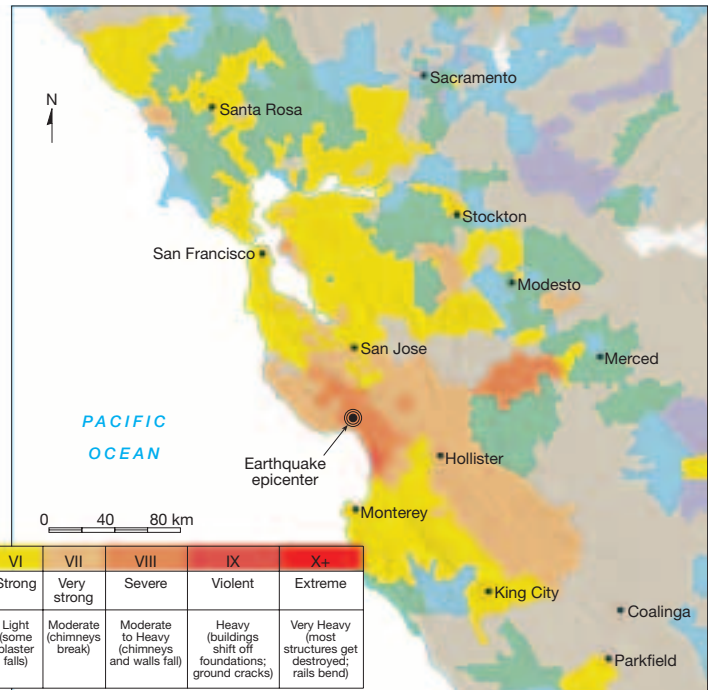 Sacramento
N
Santa Rosa
Stockton
San Francisco
Modesto
San Jose
Merced
PACIFIC
OCEAN
Earthquake
epicenter
Hollister
0 40 80 km
Monterey
King City
Coalinga
Parkfield
VI VII VIII IX X+
Strong Very strong Severe Violent Extreme
Light
(some
plaster
falls)
Moderate
(chimneys
break)
Moderate
to Heavy
(chimneys
and walls fall)
Heavy
(buildings
shift off
foundations;
ground cracks)
Very Heavy
(most
structures get
destroyed;
rails bend)